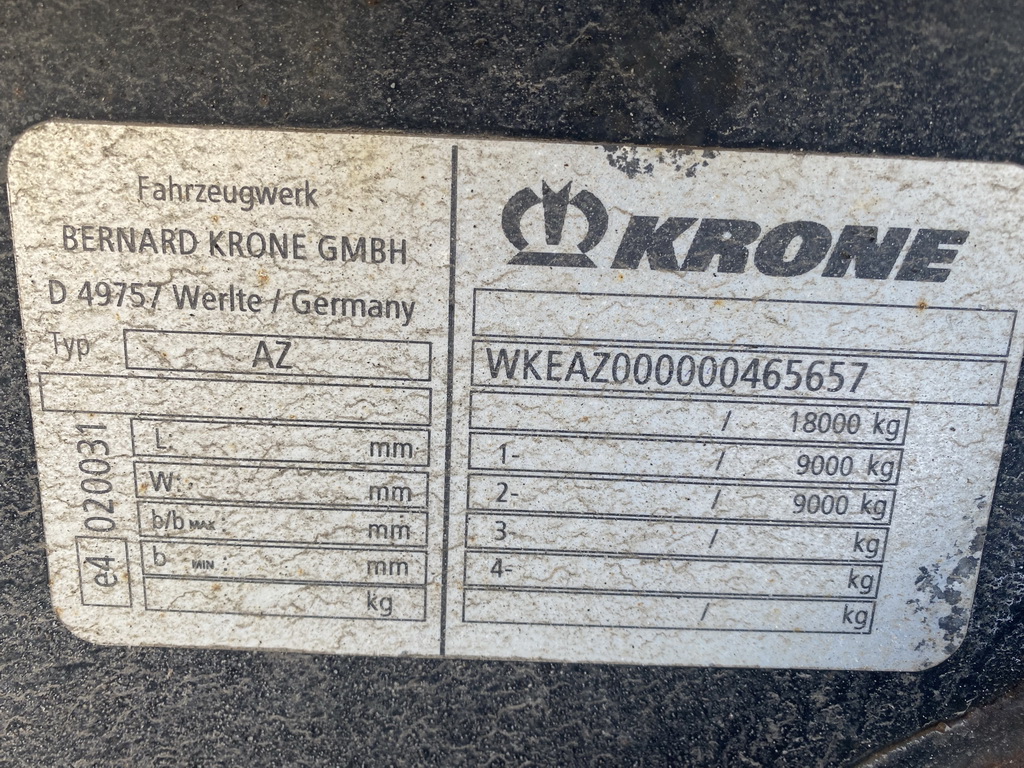 Fahrzeugwerk
BERNARD KRONE GMBH
D 49757 Werlte / Germany
Typ AZ
L: mm
W: mm
b/b MAX : mm
b MIN : mm
kg
e4 020031
KRONE
WKEAZ000000465657
/ 18000 kg
1- / 9000 kg
2- / 9000 kg
3 / kg
4- kg
/ kg